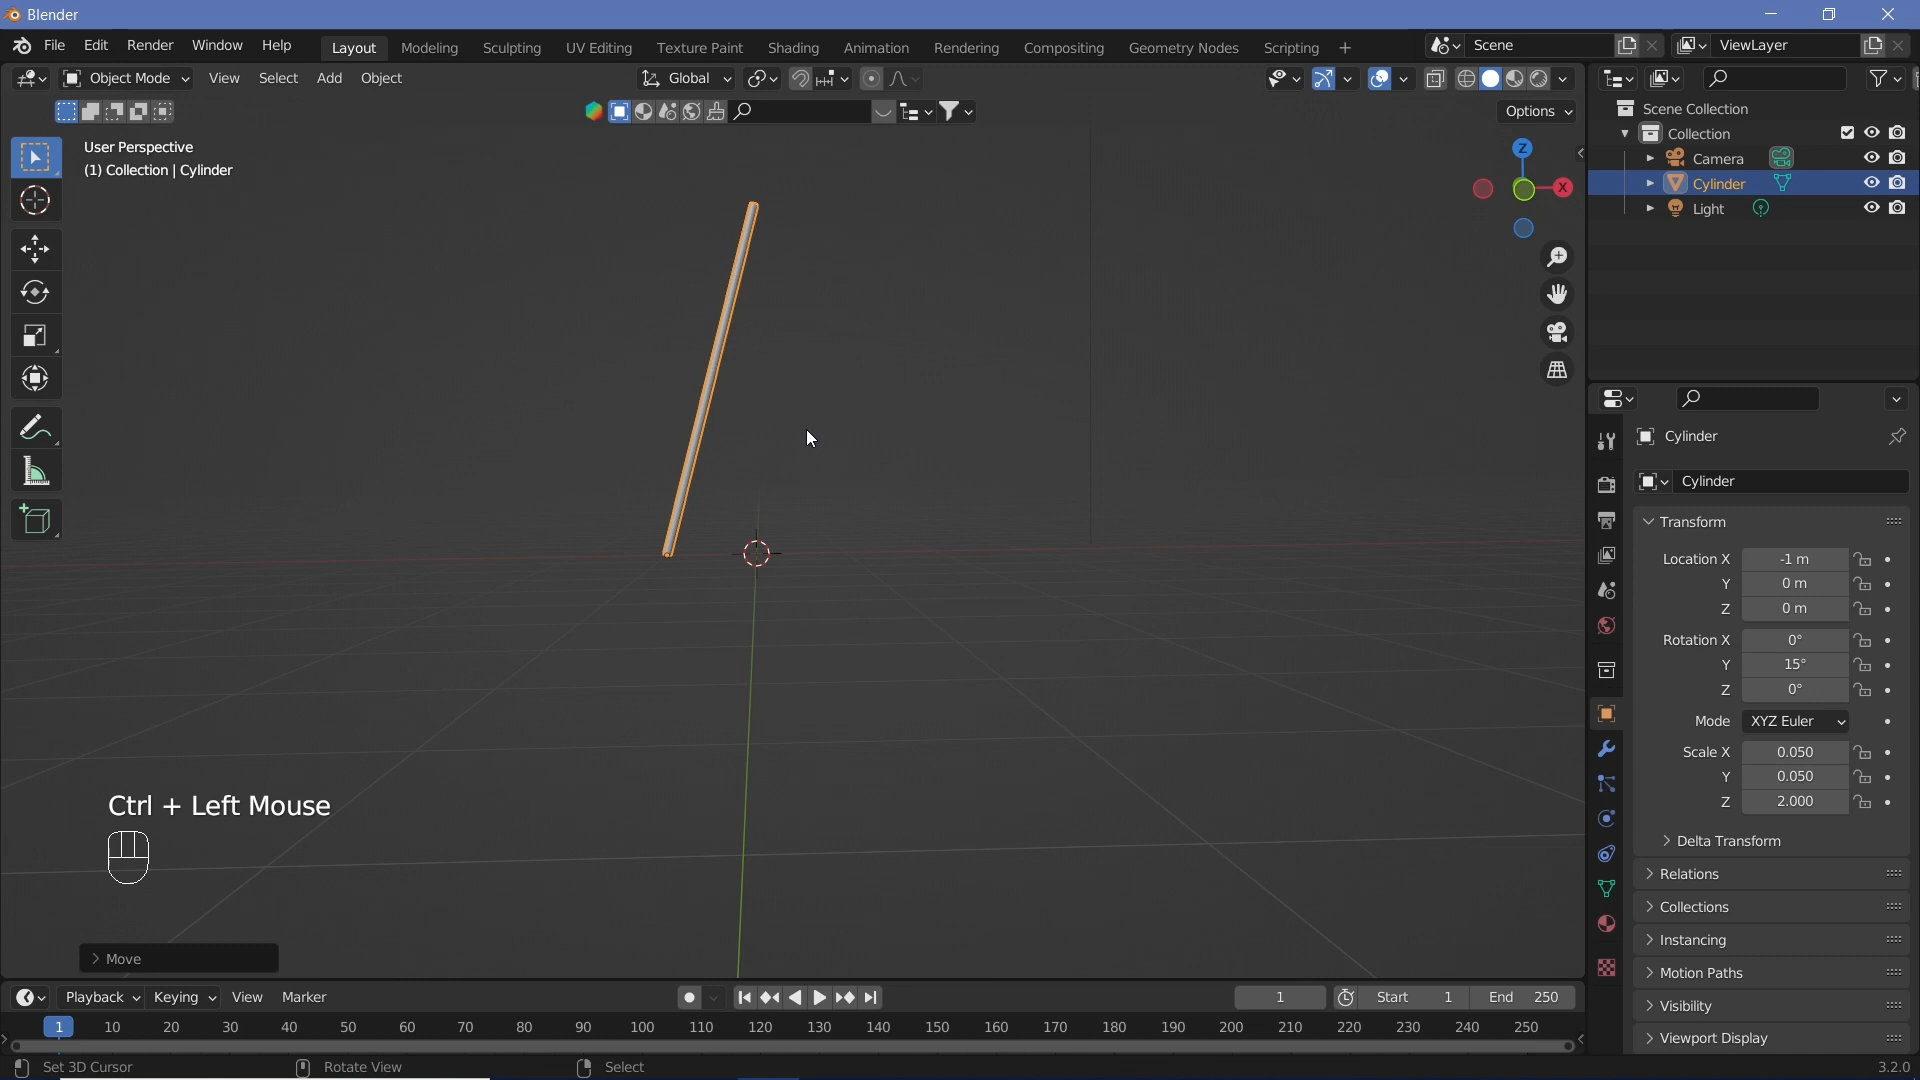 Blender
File Edit Render Window Help Layout Modeling Sculpting UV Editing Texture Paint Shading Animation Rendering Compositing Geometry Nodes Scripting + Scene ViewLayer
Object Mode View Select Add Object Global
Options
User Perspective
(1) Collection | Cylinder
Z
X
Scene Collection
Collection
Camera
Cylinder
Light
Cylinder
Cylinder
Transform
Location X -1 m
Y 0 m
Z 0 m
Rotation X 0°
Y 15°
Z 0°
Mode XYZ Euler
Scale X 0.050
Y 0.050
Z 2.000
Delta Transform
Relations
Collections
Instancing
Motion Paths
Visibility
Viewport Display
Ctrl + Left Mouse
Move
Playback Keying View Marker 1 Start 1 End 250
1 10 20 30 40 50 60 70 80 90 100 110 120 130 140 150 160 170 180 190 200 210 220 230 240 250
Set 3D Cursor Rotate View Select 3.2.0